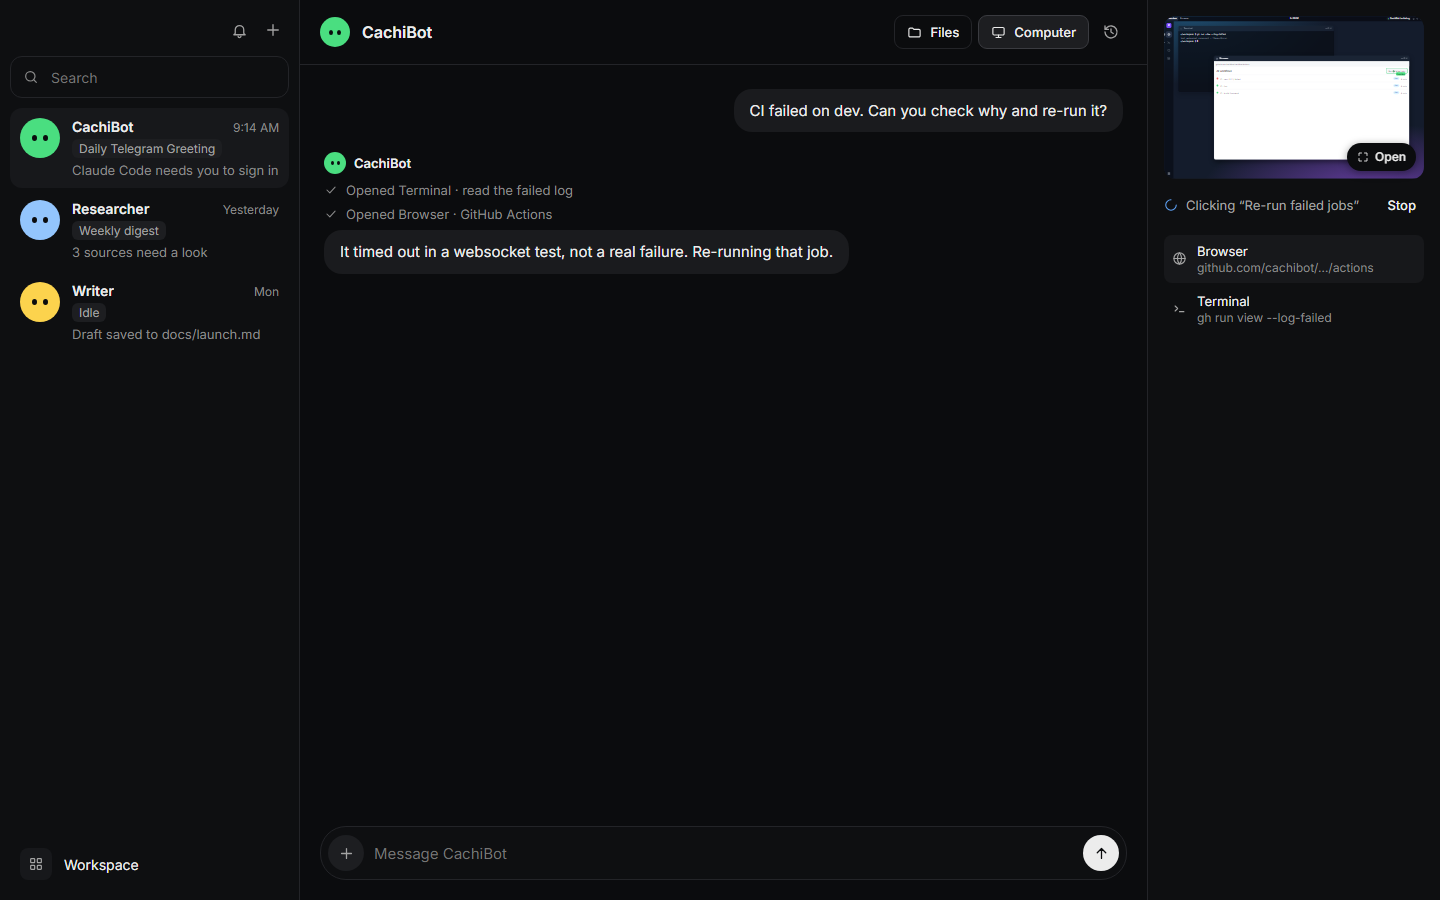 Search
CachiBot
9:14 AM
Daily Telegram Greeting
Claude Code needs you to sign in
Researcher
Yesterday
Weekly digest
3 sources need a look
Writer
Mon
Idle
Draft saved to docs/launch.md
Workspace
CachiBot
Files
Computer
CI failed on dev. Can you check why and re-run it?
CachiBot
Opened Terminal · read the failed log
Opened Browser · GitHub Actions
It timed out in a websocket test, not a real failure. Re-running that job.
Message CachiBot
Open
Clicking “Re-run failed jobs”
Stop
Browser
github.com/cachibot/.../actions
Terminal
gh run view --log-failed